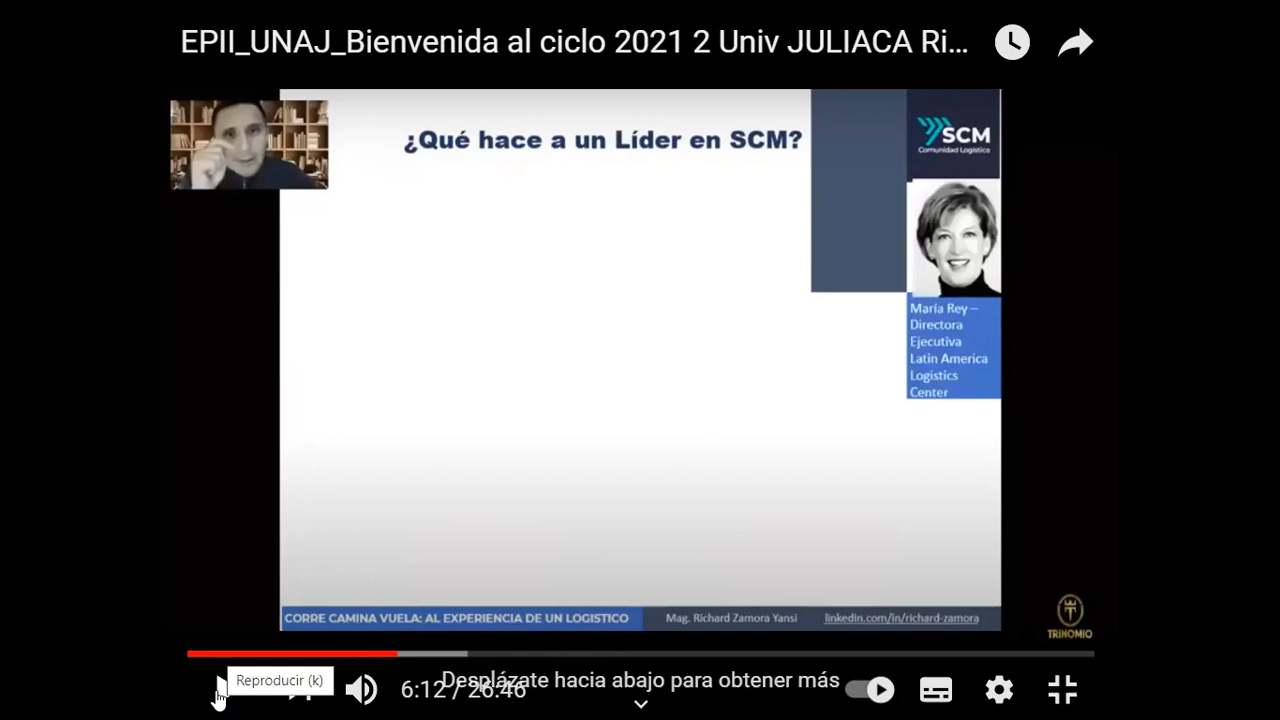 EPII_UNAJ_Bienvenida al ciclo 2021 2 Univ JULIACA Ri...
¿Qué hace a un Líder en SCM?
SCM
Comunidad Logística
María Rey –
Directora
Ejecutiva
Latin America
Logistics
Center
CORRE CAMINA VUELA: AL EXPERIENCIA DE UN LOGISTICO
Mag. Richard Zamora Yansi
linkedin.com/in/richard-zamora
TRINOMIO
Reproducir (k)
6:12 / 26:46
Desplázate hacia abajo para obtener más